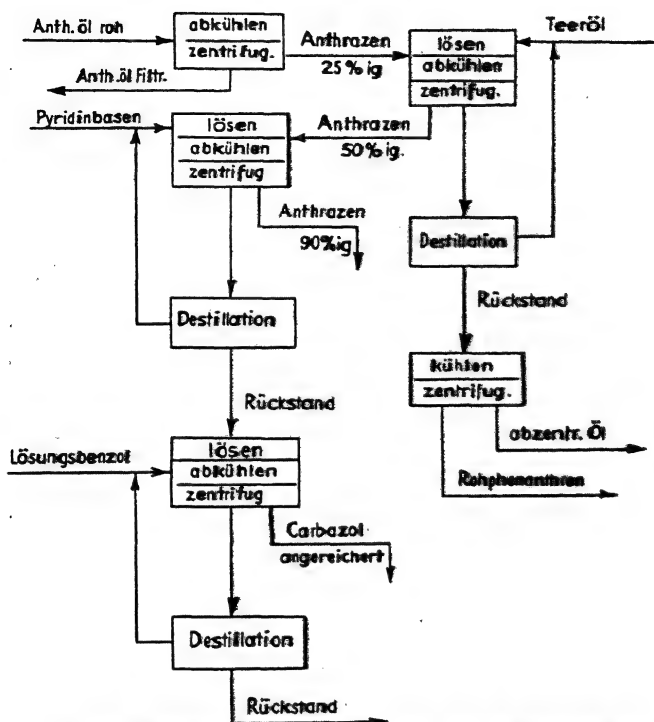 Anth. öl roh
abkühlen
zentrifug.
Anth. öl Filtr.
Anthrazen
25% ig
lösen
abkühlen
zentrifug.
Teeröl
Pyridinbasen
lösen
abkühlen
zentrifug
Anthrazen
50% ig.
Anthrazen
90%ig
Destillation
Rückstand
Destillation
Rückstand
kühlen
zentrifug.
abzentr. Öl
Rohphenanthren
Lösungsbenzol
lösen
abkühlen
zentrifug
Carbazol
angereichert
Destillation
Rückstand